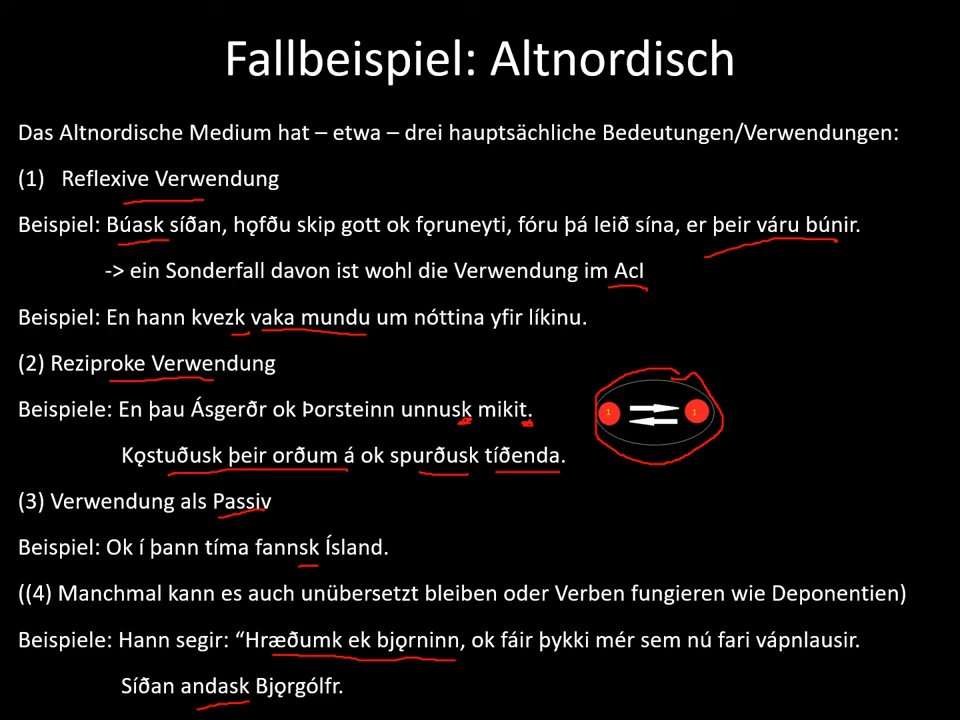 Fallbeispiel: Altnordisch
Das Altnordische Medium hat – etwa – drei hauptsächliche Bedeutungen/Verwendungen:
(1) Reflexive Verwendung
Beispiel: Búask síðan, hǫfðu skip gott ok fǫruneyti, fóru þá leið sína, er þeir váru búnir.
-> ein Sonderfall davon ist wohl die Verwendung im AcI
Beispiel: En hann kvezk vaka mundu um nóttina yfir líkinu.
(2) Reziproke Verwendung
Beispiele: En þau Ásgerðr ok Þorsteinn unnusk mikit.
1 1
Kǫstuðusk þeir orðum á ok spurðusk tíðenda.
(3) Verwendung als Passiv
Beispiel: Ok í þann tíma fannsk Ísland.
((4) Manchmal kann es auch unübersetzt bleiben oder Verben fungieren wie Deponentien)
Beispiele: Hann segir: “Hræðumk ek bjǫrninn, ok fáir þykki mér sem nú fari vápnlausir.
Síðan andask Bjǫrgólfr.